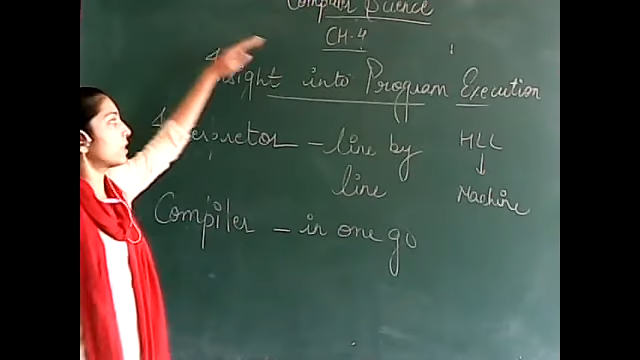 Computer Science
CH-4
Insight into Program Execution
Interpretor - line by line
HLL
↓
Machine
Compiler - in one go